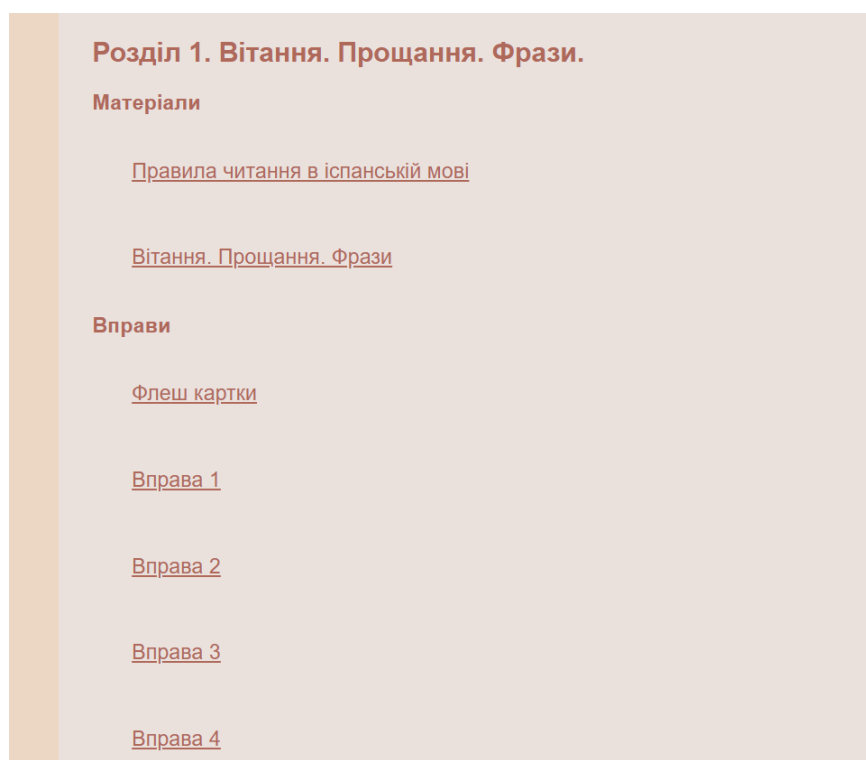 Розділ 1. Вітання. Прощання. Фрази.
Матеріали
Правила читання в іспанській мові
Вітання. Прощання. Фрази
Вправи
Флеш картки
Вправа 1
Вправа 2
Вправа 3
Вправа 4